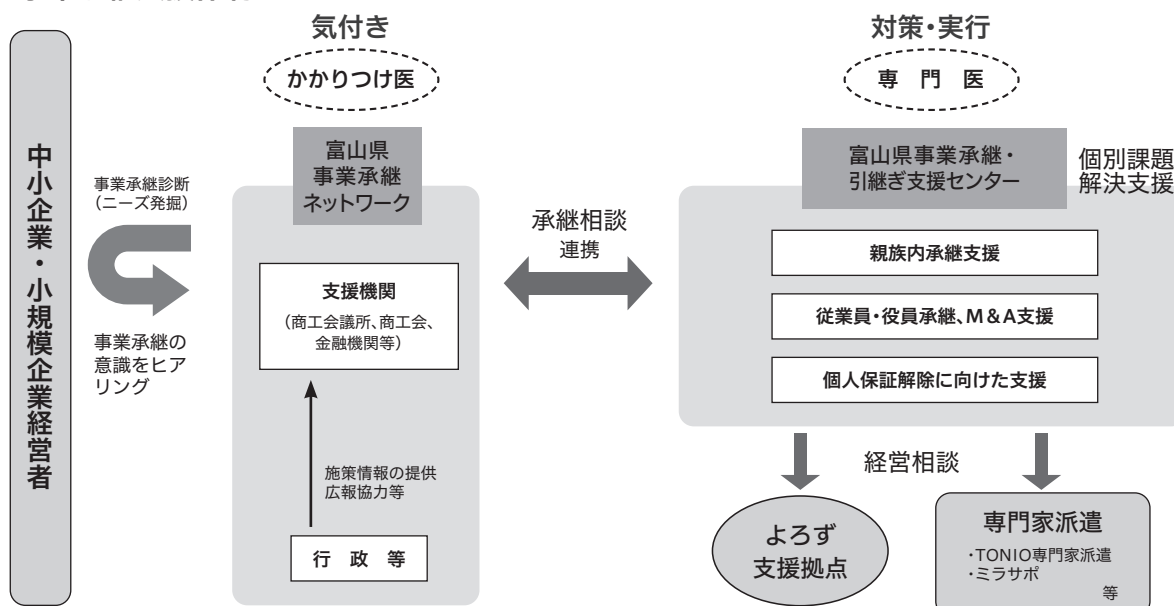 中小企業・小規模企業経営者
気付き
かかりつけ医
富山県
事業承継
ネットワーク
事業承継診断
(ニーズ発掘)
事業承継の
意識をヒア
リング
支援機関
(商工会議所、商工会、
金融機関等)
施策情報の提供
広報協力等
行 政 等
承継相談
連携
対策・実行
専 門 医
富山県事業承継・
引継ぎ支援センター
個別課題
解決支援
親族内承継支援
従業員・役員承継、M&A支援
個人保証解除に向けた支援
経営相談
よろず
支援拠点
専門家派遣
・TONIO専門家派遣
・ミラサポ
等